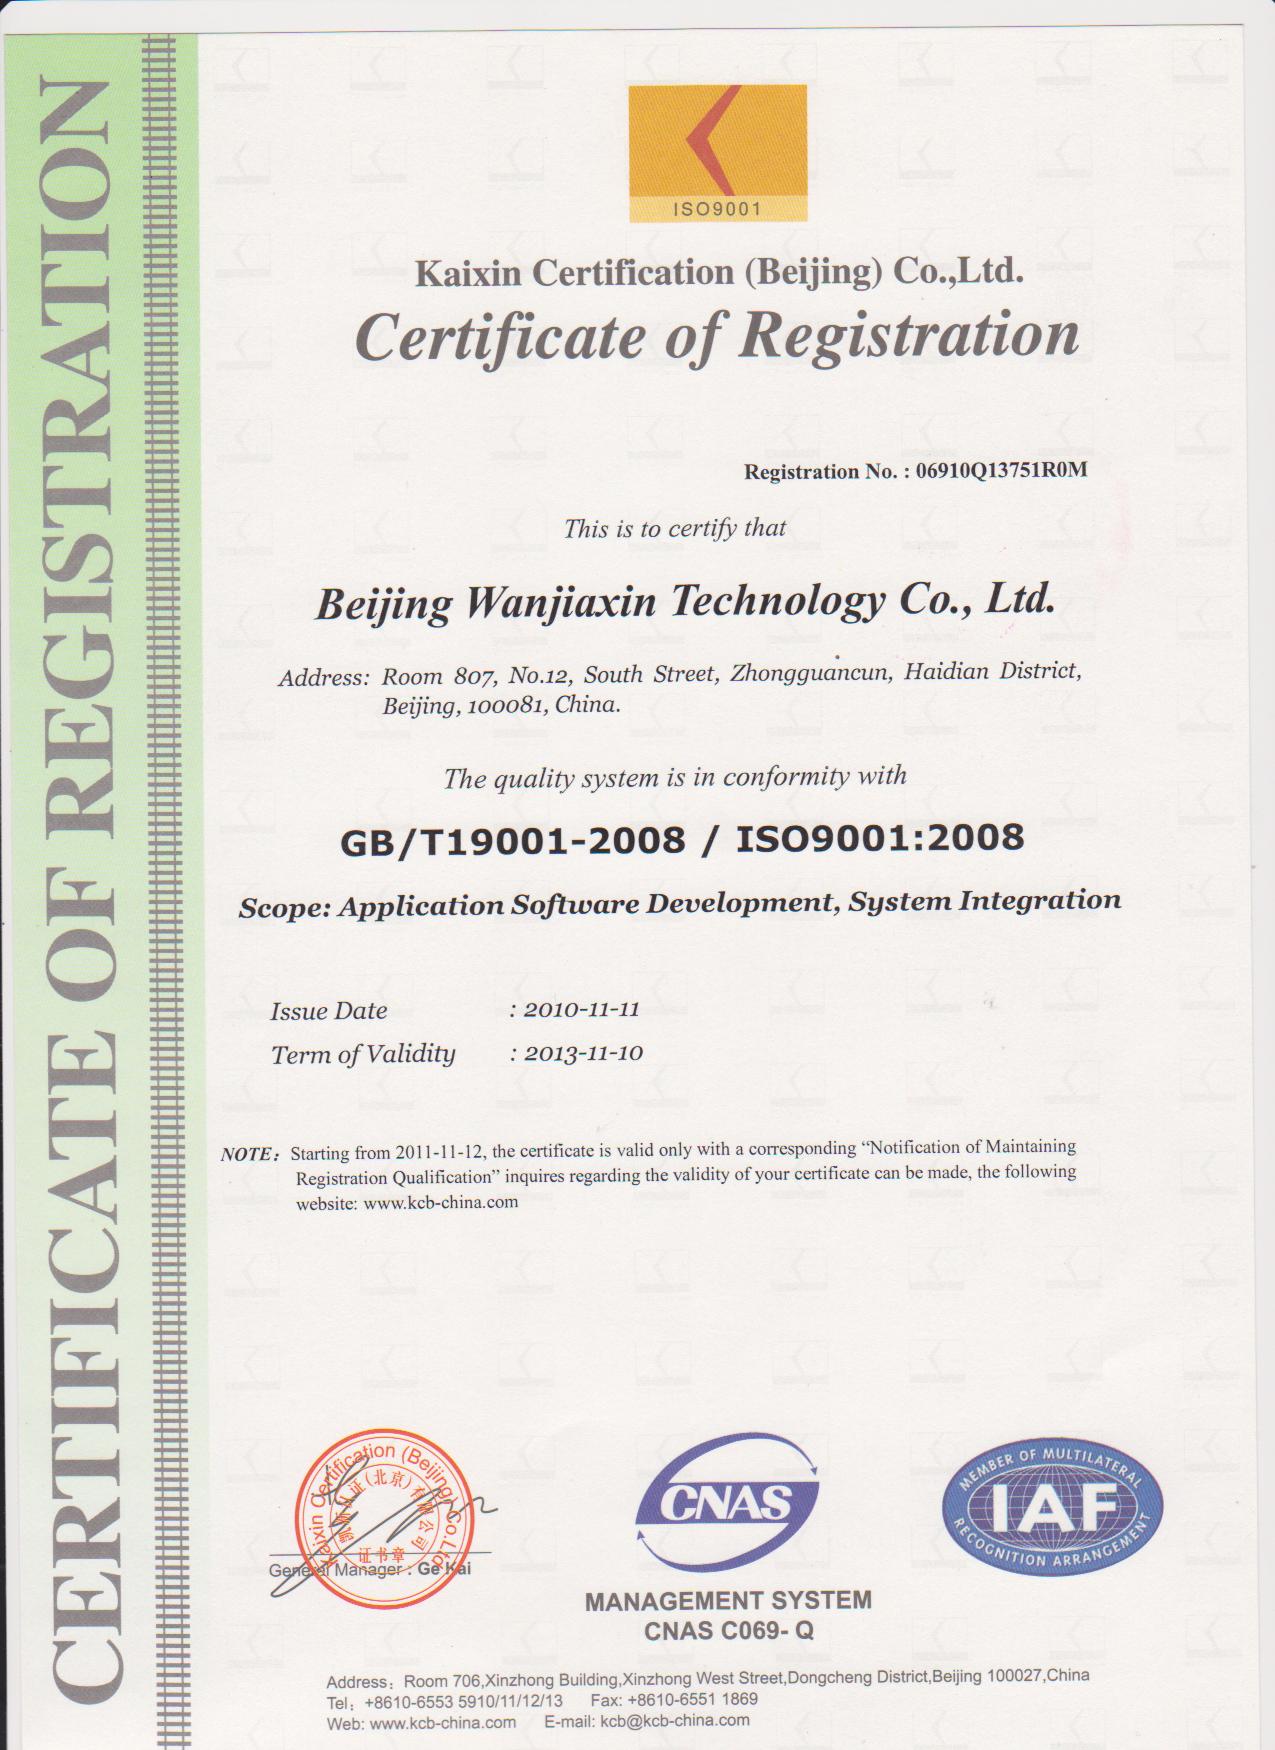 CERTIFICATE OF REGISTRATION
ISO9001
Kaixin Certification (Beijing) Co.,Ltd.
Certificate of Registration
Registration No. : 06910Q13751R0M
This is to certify that
Beijing Wanjiaxin Technology Co., Ltd.
Address: Room 807, No.12, South Street, Zhongguancun, Haidian District,
Beijing, 100081, China.
The quality system is in conformity with
GB/T19001-2008 / ISO9001:2008
Scope: Application Software Development, System Integration
Issue Date : 2010-11-11
Term of Validity : 2013-11-10
NOTE: Starting from 2011-11-12, the certificate is valid only with a corresponding “Notification of Maintaining
Registration Qualification” inquires regarding the validity of your certificate can be made, the following
website: www.kcb-china.com
Kaixin Certification (Beijing) Co.Ltd
认证(北京)有限公司
证书章
General Manager : Ge Kai
CNAS
MANAGEMENT SYSTEM
CNAS C069- Q
MEMBER OF MULTILATERAL
IAF
RECOGNITION ARRANGEMENT
Address: Room 706,Xinzhong Building,Xinzhong West Street,Dongcheng District,Beijing 100027,China
Tel: +8610-6553 5910/11/12/13 Fax: +8610-6551 1869
Web: www.kcb-china.com E-mail: kcb@kcb-china.com